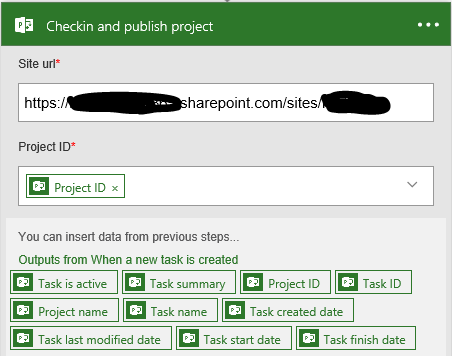 Checkin and publish project
Site url*
https:// sharepoint.com/sites/
Project ID*
Project ID ×
You can insert data from previous steps...
Outputs from When a new task is created
Task is active Task summary Project ID Task ID
Project name Task name Task created date
Task last modified date Task start date Task finish date